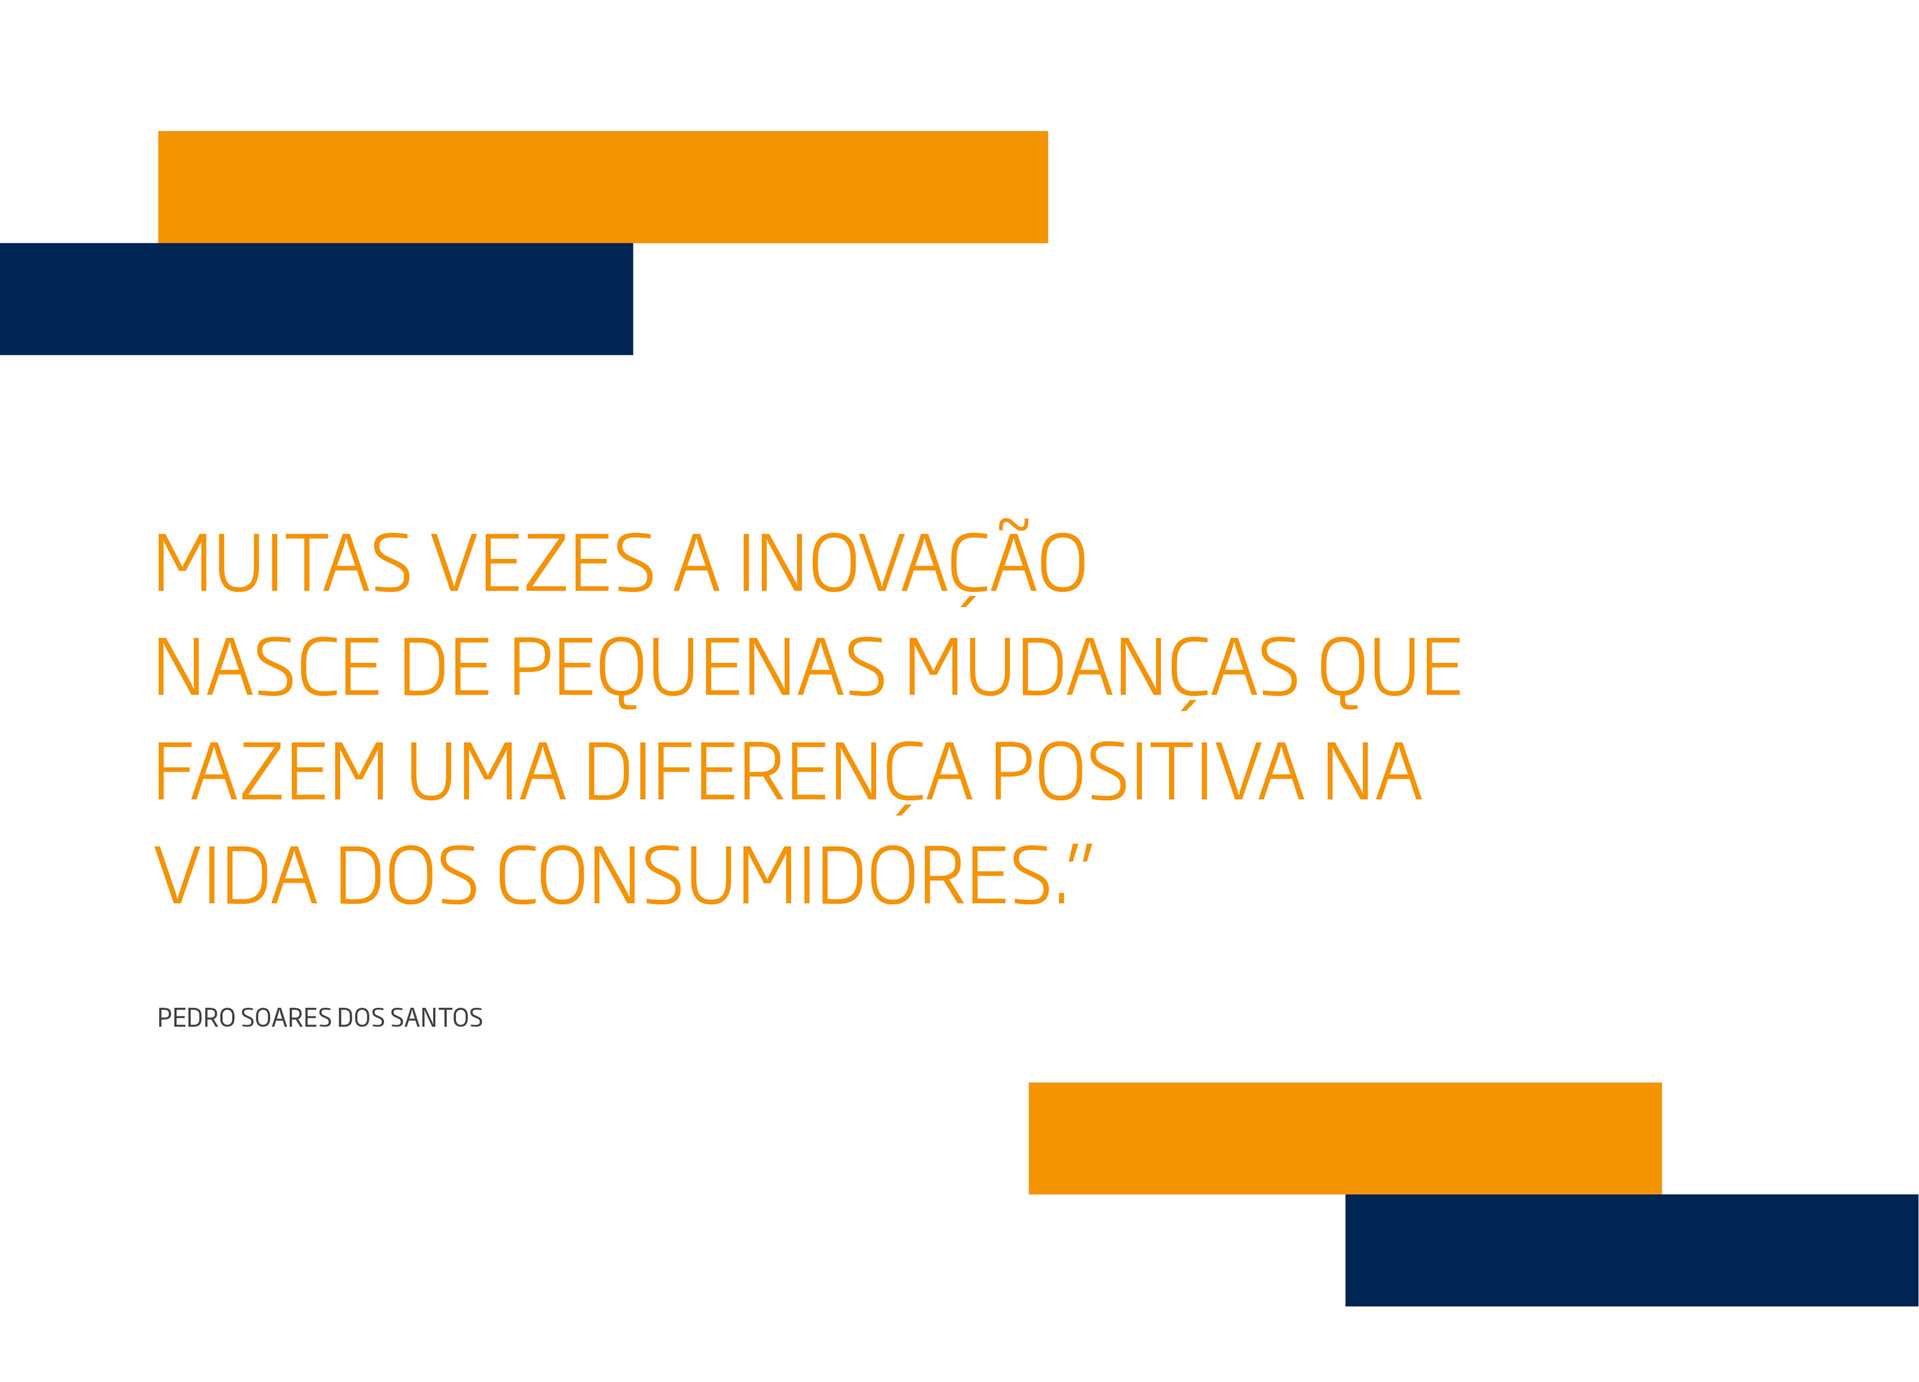 MUITAS VEZES A INOVAÇÃO
NASCE DE PEQUENAS MUDANÇAS QUE
FAZEM UMA DIFERENÇA POSITIVA NA
VIDA DOS CONSUMIDORES.”
PEDRO SOARES DOS SANTOS